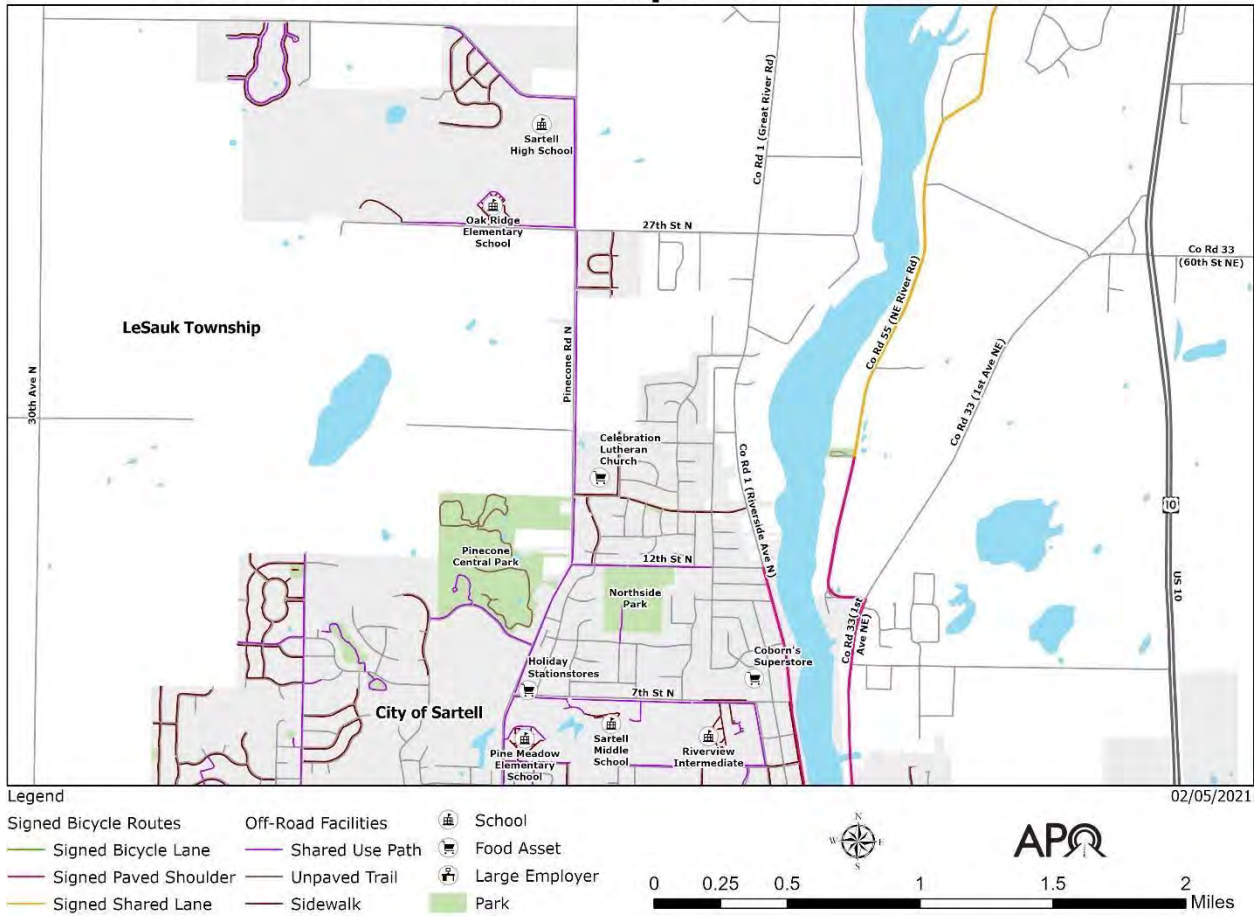 Sartell
High School
Co Rd 1 (Great River Rd)
Oak Ridge
Elementary
School
27th St N
Co Rd 33
(60th St NE)
LeSauk Township
30th Ave N
Pinecone Rd N
Co Rd 55 (NE River Rd)
Co Rd 33 (1st Ave NE)
Celebration
Lutheran
Church
Co Rd 1 (Riverside Ave N)
10
US 10
Pinecone
Central Park
12th St N
Northside
Park
Co Rd 33(1st
Ave NE)
Holiday
Stationstores
Coborn's
Superstore
7th St N
City of Sartell
Pine Meadow
Elementary
School
Sartell
Middle
School
Riverview
Intermediate
02/05/2021
Legend
Signed Bicycle Routes
Signed Bicycle Lane
Signed Paved Shoulder
Signed Shared Lane
Off-Road Facilities
Shared Use Path
Unpaved Trail
Sidewalk
School
Food Asset
Large Employer
Park
N
W E
S
APO
0 0.25 0.5 1 1.5 2
Miles